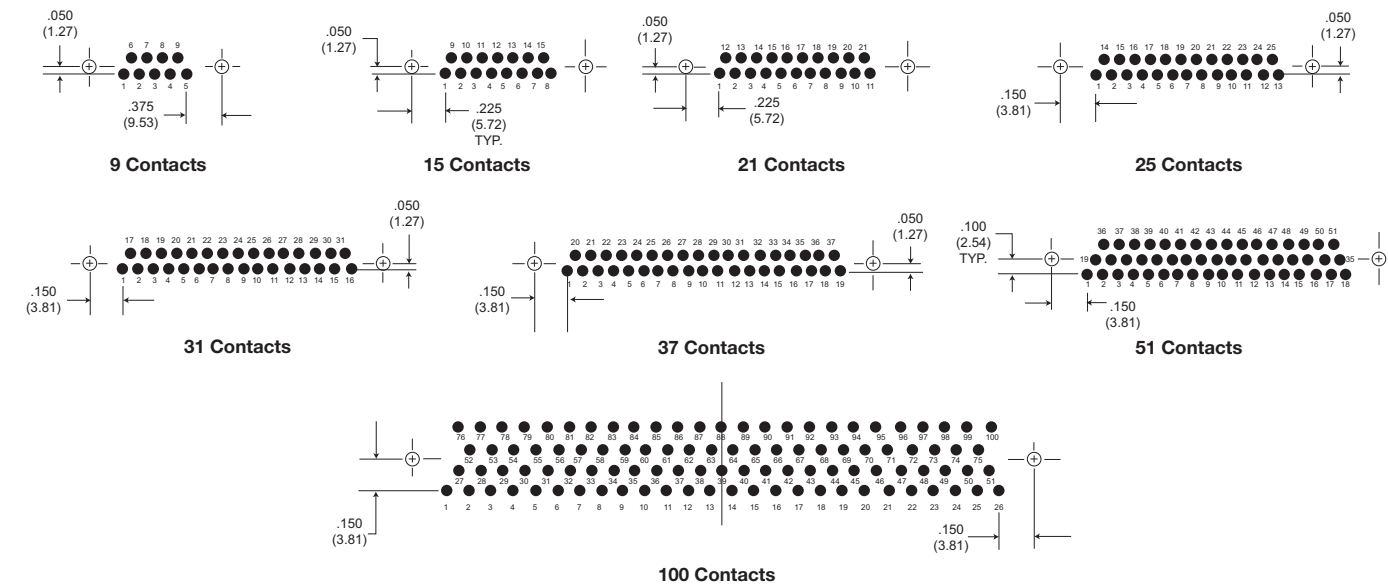 .050
(1.27)
6 7 8 9
1 2 3 4 5
.375
(9.53)
9 Contacts
.050
(1.27)
9 10 11 12 13 14 15
1 2 3 4 5 6 7 8
.225
(5.72)
TYP.
15 Contacts
.050
(1.27)
12 13 14 15 16 17 18 19 20 21
1 2 3 4 5 6 7 8 9 10 11
.225
(5.72)
21 Contacts
.050
(1.27)
14 15 16 17 18 19 20 21 22 23 24 25
1 2 3 4 5 6 7 8 9 10 11 12 13
.150
(3.81)
25 Contacts
.050
(1.27)
17 18 19 20 21 22 23 24 25 26 27 28 29 30 31
1 2 3 4 5 6 7 8 9 10 11 12 13 14 15 16
.150
(3.81)
31 Contacts
.050
(1.27)
20 21 22 23 24 25 26 27 28 29 30 31 32 33 34 35 36 37
1 2 3 4 5 6 7 8 9 10 11 12 13 14 15 16 17 18 19
.150
(3.81)
37 Contacts
.100
(2.54)
TYP.
36 37 38 39 40 41 42 43 44 45 46 47 48 49 50 51
19 35
1 2 3 4 5 6 7 8 9 10 11 12 13 14 15 16 17 18
.150
(3.81)
51 Contacts
76 77 78 79 80 81 82 83 84 85 86 87 88 89 90 91 92 93 94 95 96 97 98 99 100
52 53 54 55 56 57 58 59 60 61 62 63 64 65 66 67 68 69 70 71 72 73 74 75
27 28 29 30 31 32 33 34 35 36 37 38 39 40 41 42 43 44 45 46 47 48 49 50 51
1 2 3 4 5 6 7 8 9 10 11 12 13 14 15 16 17 18 19 20 21 22 23 24 25 26
.150
(3.81)
.150
(3.81)
100 Contacts